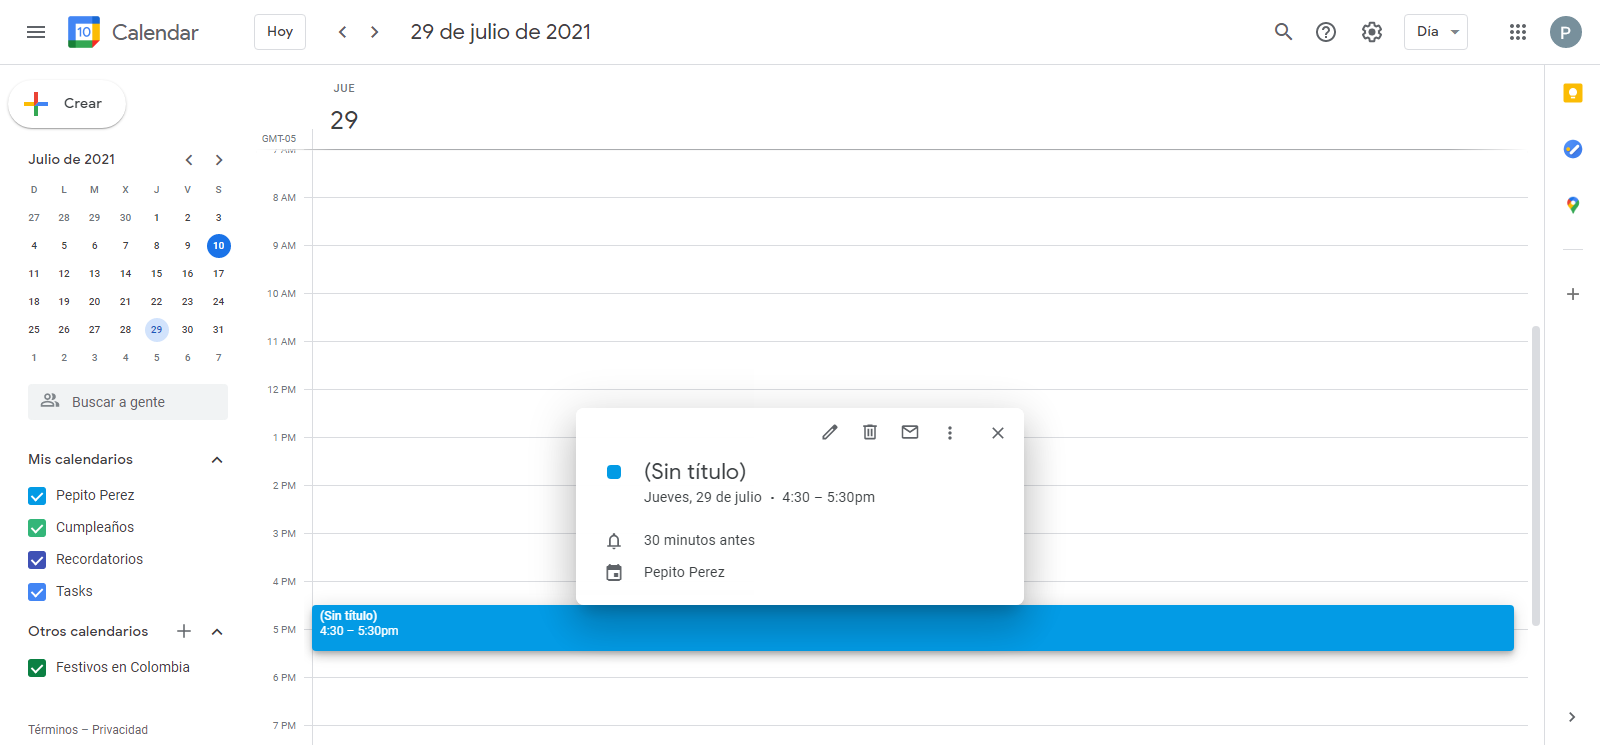 10 Calendar
Hoy
29 de julio de 2021
Día
P
Crear
JUE
29
GMT-05
7 AM
8 AM
9 AM
10 AM
11 AM
12 PM
1 PM
2 PM
3 PM
4 PM
5 PM
6 PM
7 PM
Julio de 2021
D L M X J V S
27 28 29 30 1 2 3
4 5 6 7 8 9 10
11 12 13 14 15 16 17
18 19 20 21 22 23 24
25 26 27 28 29 30 31
1 2 3 4 5 6 7
Buscar a gente
Mis calendarios
Pepito Perez
Cumpleaños
Recordatorios
Tasks
Otros calendarios
Festivos en Colombia
Términos – Privacidad
(Sin título)
Jueves, 29 de julio • 4:30 – 5:30pm
30 minutos antes
Pepito Perez
(Sin título)
4:30 – 5:30pm